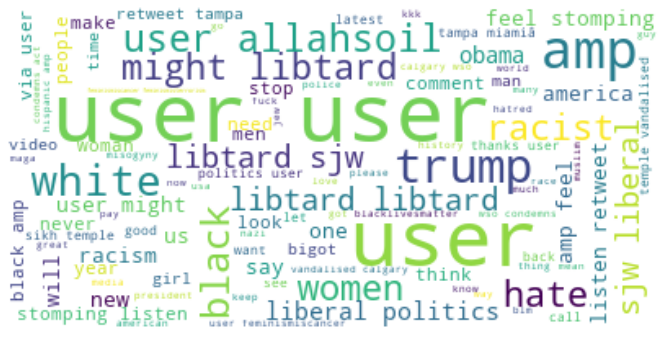 retweet tampa
latest
kkk
feel stomping
guy
via user
people
make
time
user allahsoil
go
tampa miamiâ
amp
condemns act
hispanic amp
might libtard
obama
calgary wso
world
stop
police
even
comment
man
america
many
user user
fuck
jew
need
men
hatred
racist
temple vandalised
video
woman
misogyny
libtard sjw
history
thanks user
maga
now
usa
politics user
love
please
trump
race
much
muslim
white
libtard libtard
user might
pay
look
let
got
blacklivesmatter
wso condemns
never
us
nazi
one
user
amp feel
listen retweet
sjw liberal
black amp
sikh temple
good
black
want
bigot
back
will
great
racism
say
vandalised calgary
think
thing mean
year
media
girl
see
women
know
way
hate
new
president
keep
bim
stomping listen
liberal politics
call
american
user feminismiscancer